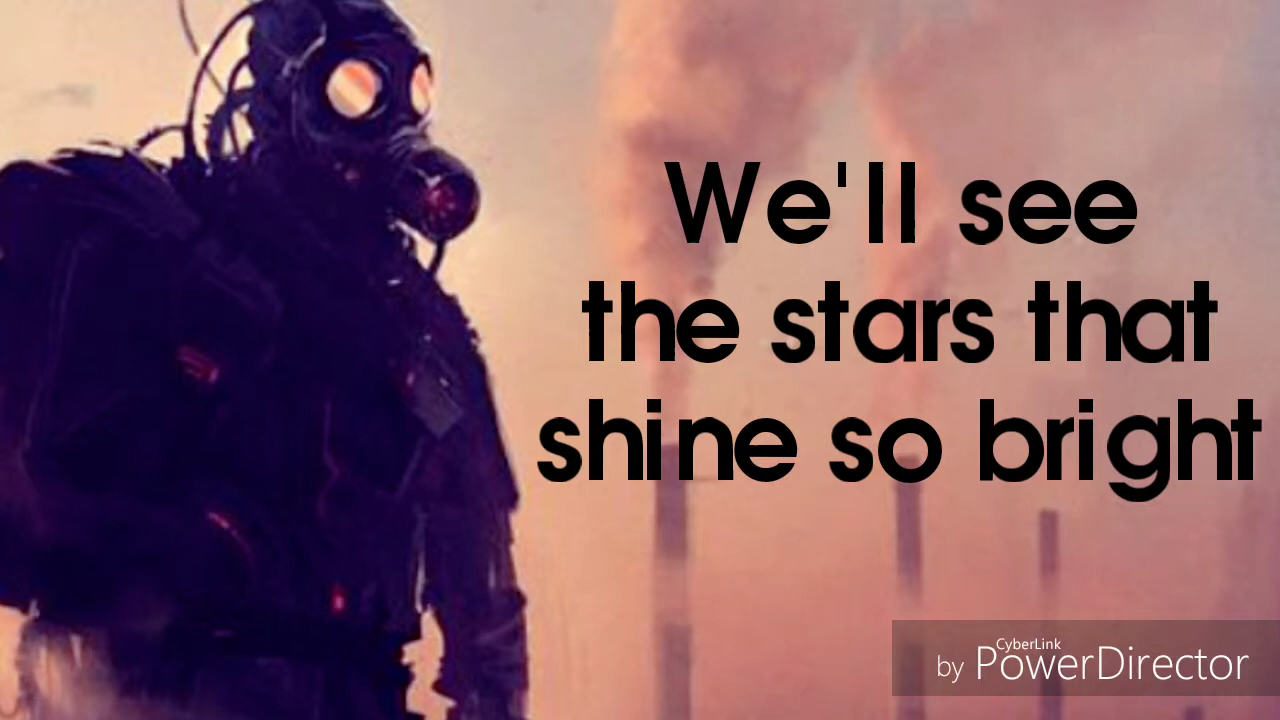 We'll see
the stars that
shine so bright
by CyberLink PowerDirector